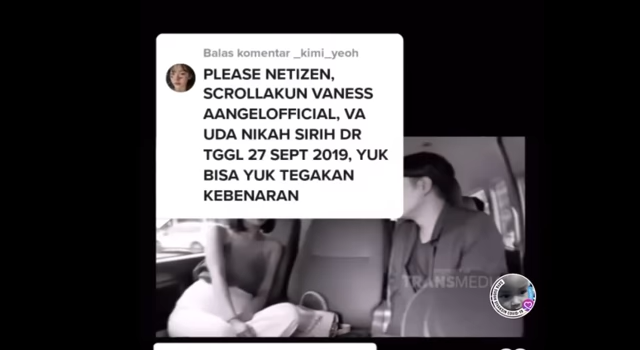 Balas komentar _kimi_yeoh
PLEASE NETIZEN,
SCROLLAKUN VANESS
AANGELOFFICIAL, VA
UDA NIKAH SIRIH DR
TGGL 27 SEPT 2019, YUK
BISA YUK TEGAKAN
KEBENARAN
TRANSMEDIA